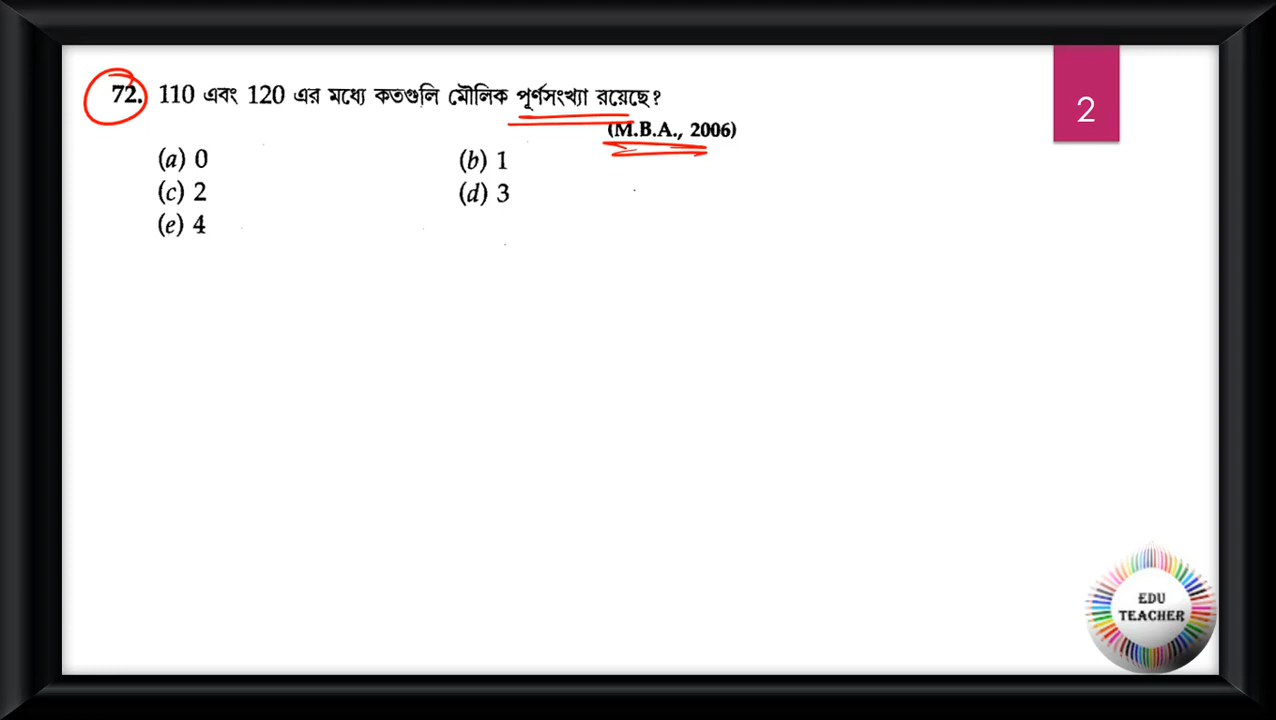 2
72. 110 এবং 120 এর মধ্যে কতগুলি মৌলিক পূর্ণসংখ্যা রয়েছে?
(M.B.A., 2006)
(a) 0 (b) 1
(c) 2 (d) 3
(e) 4
EDU
TEACHER